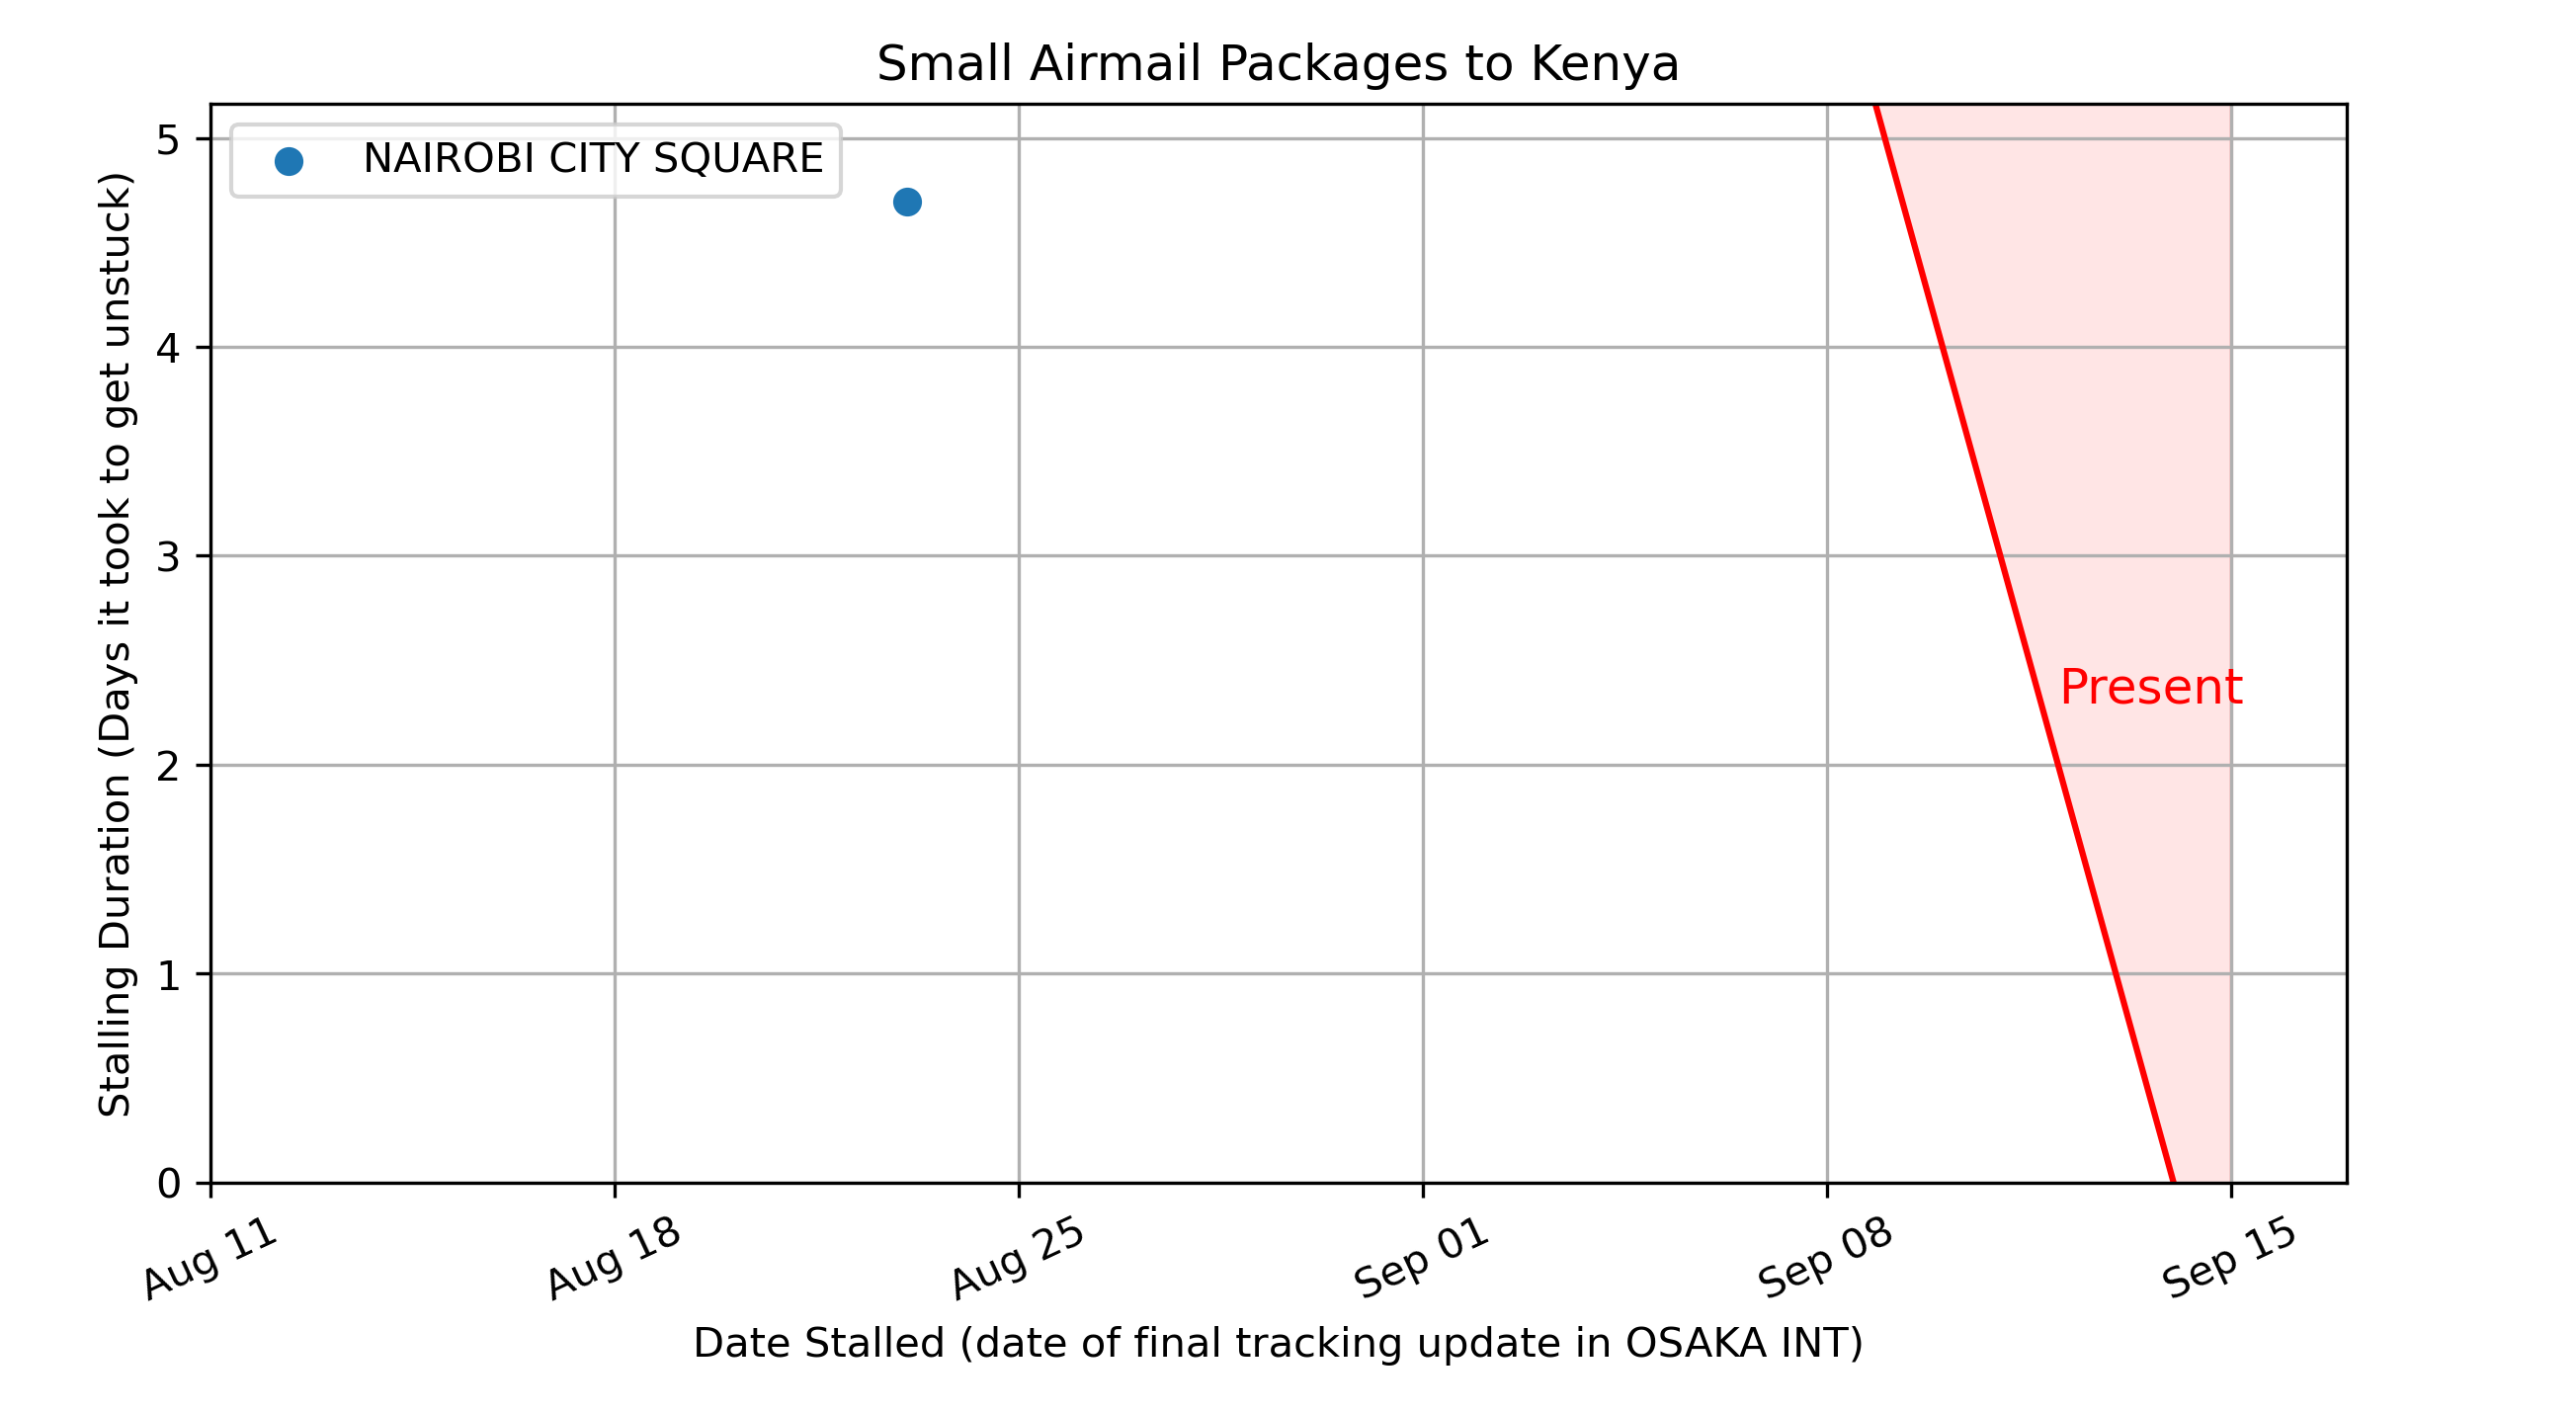 Small Airmail Packages to Kenya
NAIROBI CITY SQUARE
Stalling Duration (Days it took to get unstuck)
5
4
3
2
1
0
Present
Aug 11
Aug 18
Aug 25
Sep 01
Sep 08
Sep 15
Date Stalled (date of final tracking update in OSAKA INT)